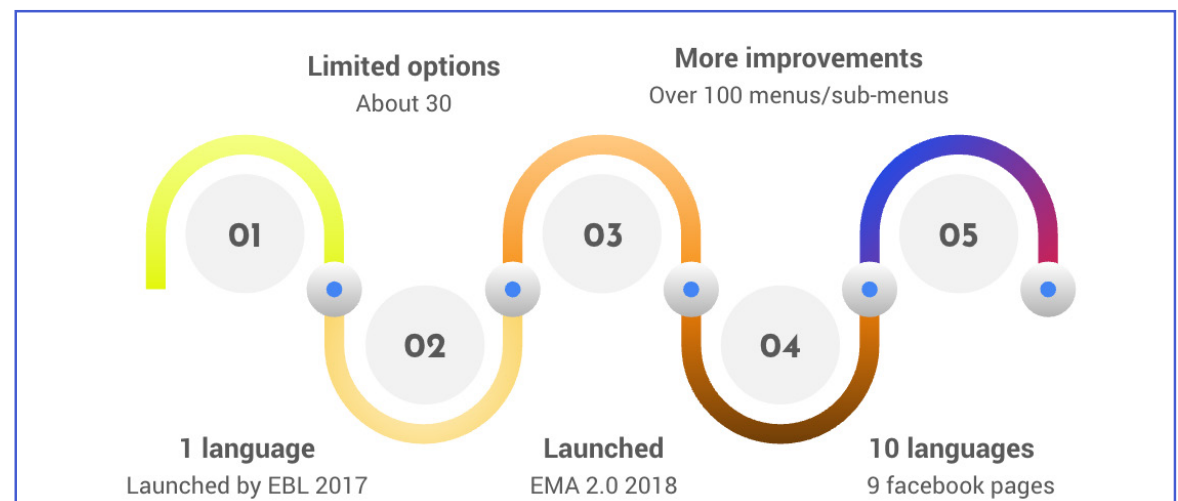 Limited options
About 30
More improvements
Over 100 menus/sub-menus
01
02
03
04
05
1 language
Launched by EBL 2017
Launched
EMA 2.0 2018
10 languages
9 facebook pages